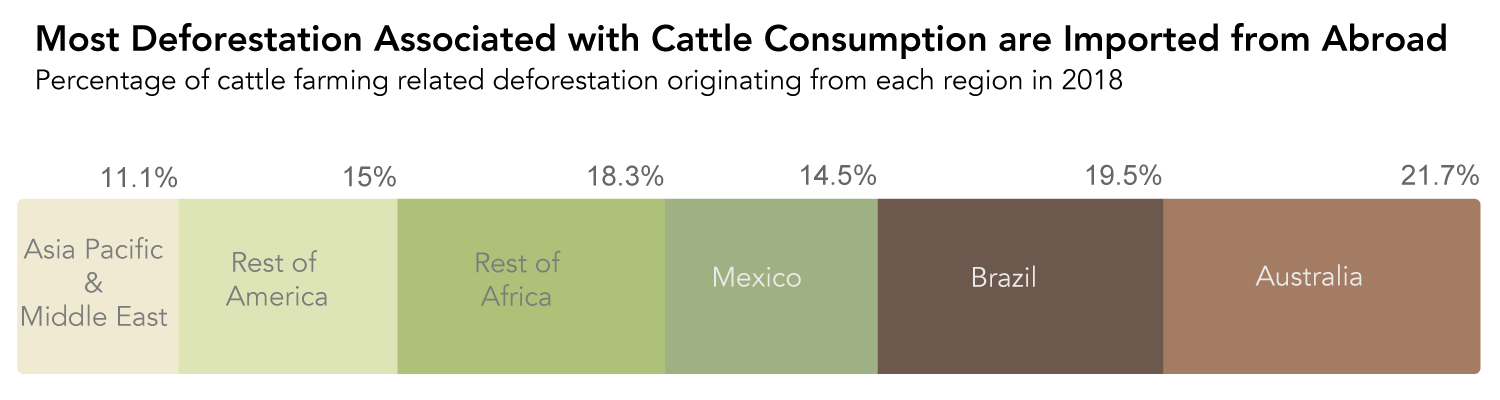 Most Deforestation Associated with Cattle Consumption are Imported from Abroad
Percentage of cattle farming related deforestation originating from each region in 2018
11.1%
15%
18.3%
14.5%
19.5%
21.7%
Asia Pacific
&
Middle East
Rest of
America
Rest of
Africa
Mexico
Brazil
Australia